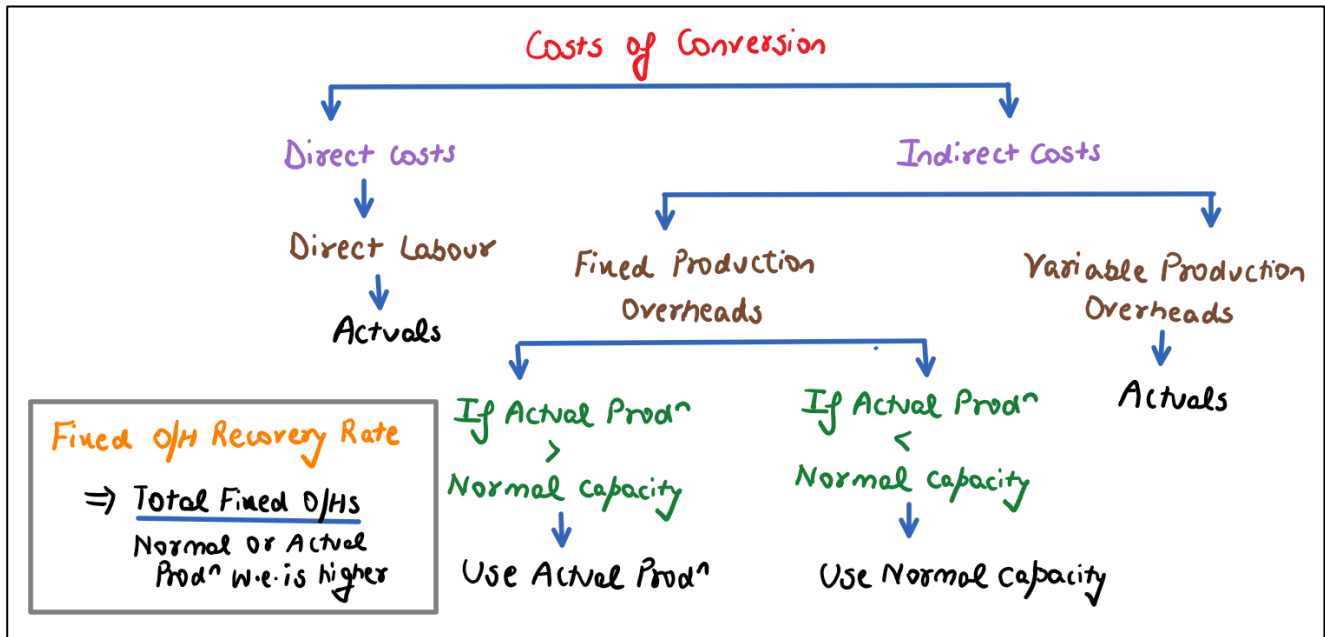 Costs of Conversion
Direct Costs
Indirect Costs
Direct Labour
Fixed Production
Overheads
Variable Production
Overheads
Actuals
Actuals
If Actual Prodⁿ
>
Normal Capacity
If Actual Prodⁿ
<
Normal Capacity
Use Actual Prodⁿ
Use Normal Capacity
Fixed O/H Recovery Rate
⇒ Total Fixed O/Hs
Normal or Actual
Prodⁿ w.e. is higher